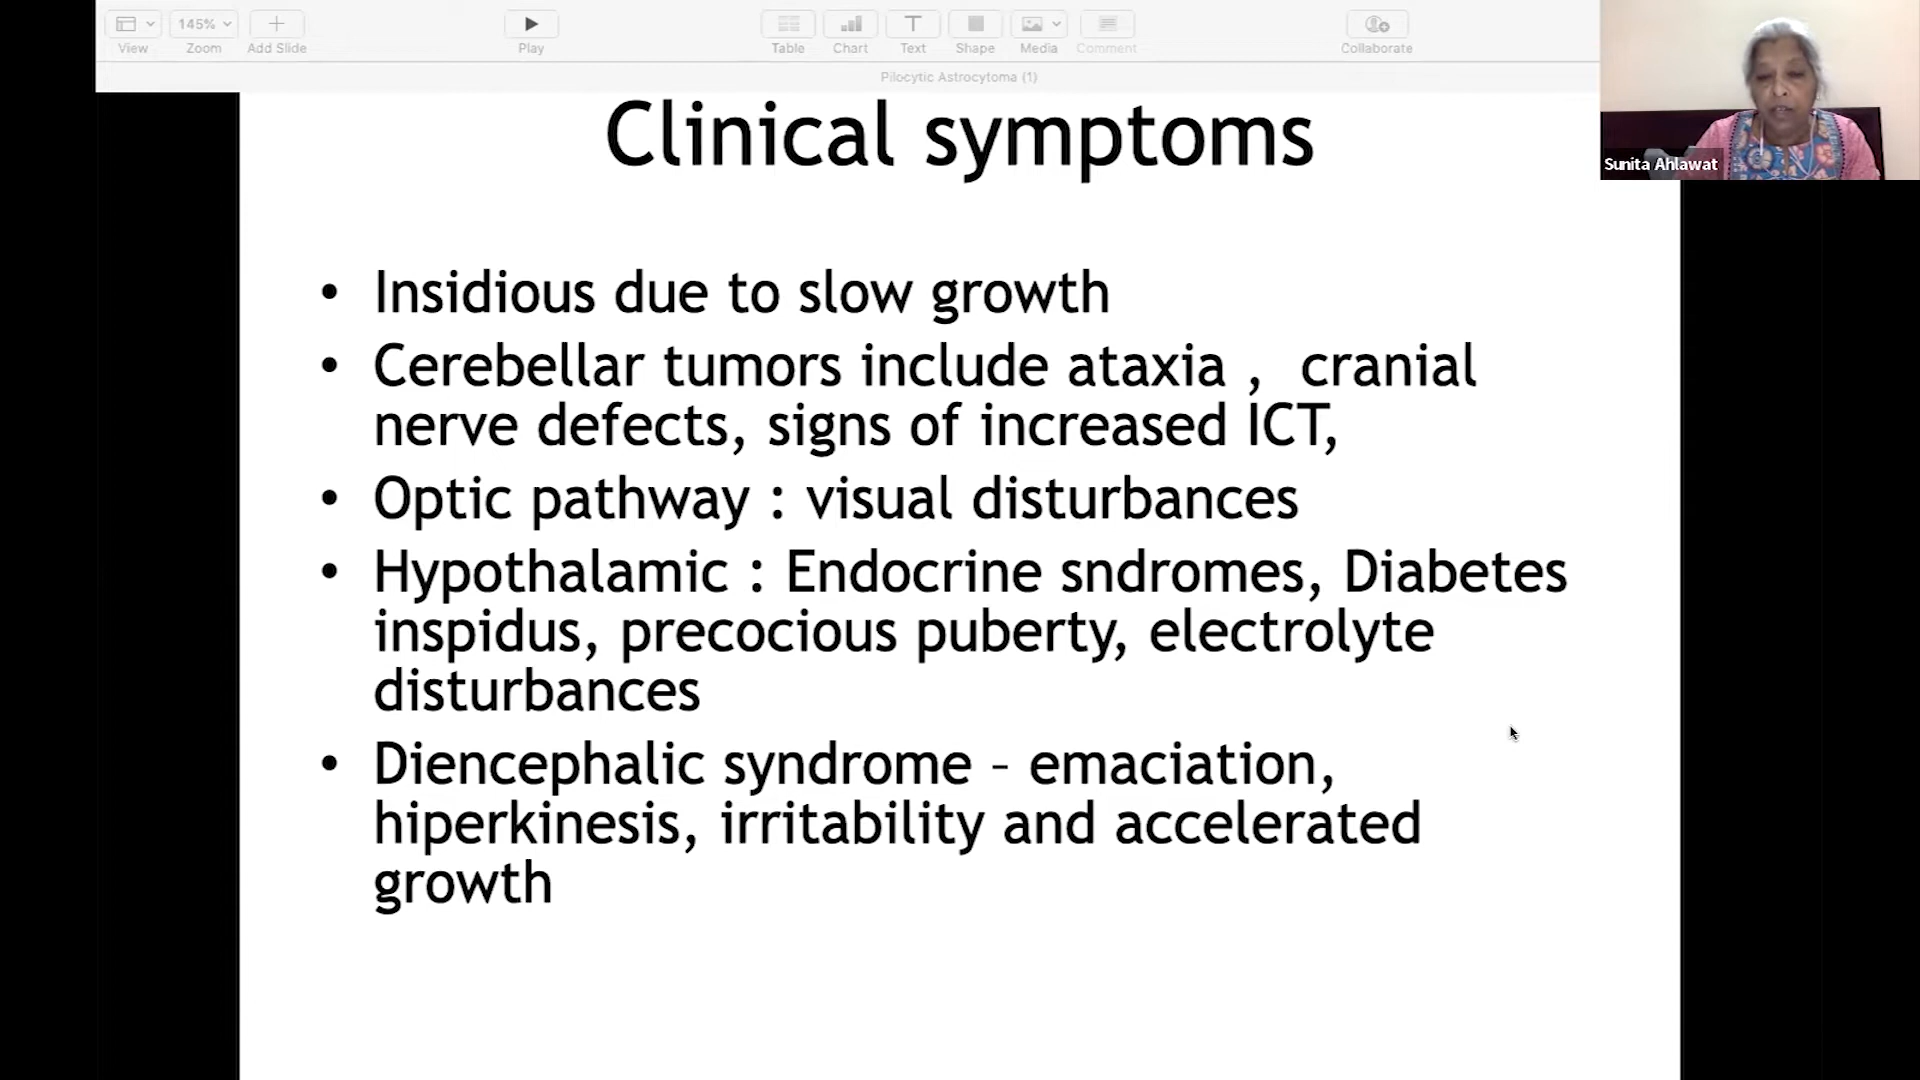 145%
View
Zoom
Add Slide
Play
Table
Chart
Text
Shape
Media
Comment
Collaborate
Pilocytic Astrocytoma (1)
Sunita Ahlawat
Clinical symptoms
• Insidious due to slow growth
• Cerebellar tumors include ataxia , cranial
nerve defects, signs of increased ICT,
• Optic pathway : visual disturbances
• Hypothalamic : Endocrine sndromes, Diabetes
inspidus, precocious puberty, electrolyte
disturbances
• Diencephalic syndrome – emaciation,
hiperkinesis, irritability and accelerated
growth